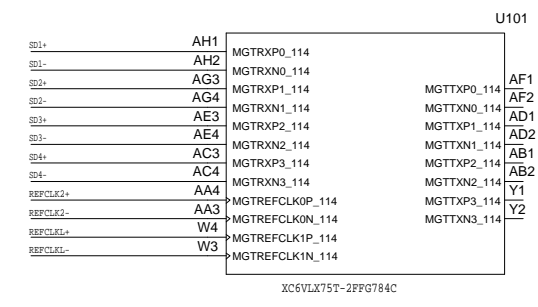 U101
SD1+ AH1 MGTRXP0_114
SD1- AH2 MGTRXN0_114
SD2+ AG3 MGTRXP1_114 MGTTXP0_114 AF1
SD2- AG4 MGTRXN1_114 MGTTXN0_114 AF2
SD3+ AE3 MGTRXP2_114 MGTTXP1_114 AD1
SD3- AE4 MGTRXN2_114 MGTTXN1_114 AD2
SD4+ AC3 MGTRXP3_114 MGTTXP2_114 AB1
SD4- AC4 MGTRXN3_114 MGTTXN2_114 AB2
REFCLK2+ AA4 MGTREFCLK0P_114 MGTTXP3_114 Y1
REFCLK2- AA3 MGTREFCLK0N_114 MGTTXN3_114 Y2
REFCLKL+ W4 MGTREFCLK1P_114
REFCLKL- W3 MGTREFCLK1N_114
XC6VLX75T-2FFG784C